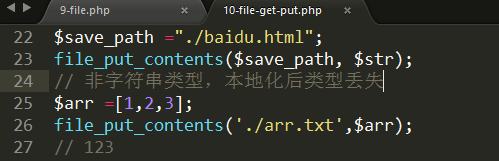 9-file.php × 10-file-get-put.php
22 $save_path ="./baidu.html";
23 file_put_contents($save_path, $str);
24 // 非字符串类型，本地化后类型丢失
25 $arr =[1,2,3];
26 file_put_contents('./arr.txt',$arr);
27 // 123